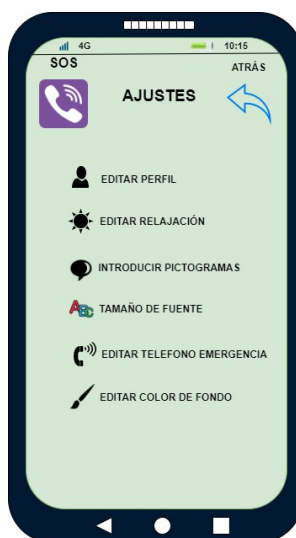 4G 10:15
SOS ATRÁS
AJUSTES
EDITAR PERFIL
EDITAR RELAJACIÓN
INTRODUCIR PICTOGRAMAS
ABC TAMAÑO DE FUENTE
EDITAR TELEFONO EMERGENCIA
EDITAR COLOR DE FONDO